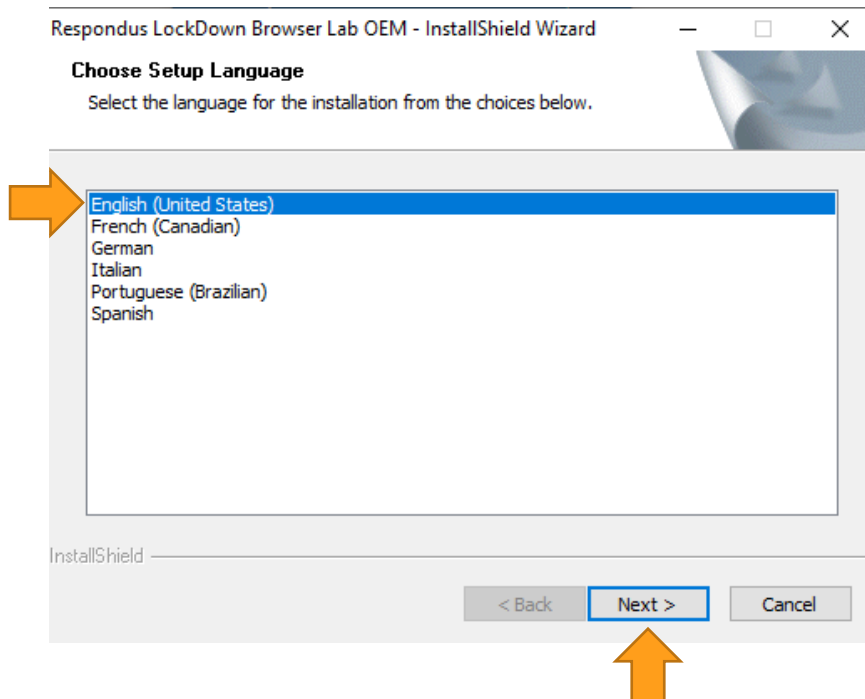 Respondus LockDown Browser Lab OEM - InstallShield Wizard
Choose Setup Language
Select the language for the installation from the choices below.
English (United States)
French (Canadian)
German
Italian
Portuguese (Brazilian)
Spanish
InstallShield
< Back Next > Cancel